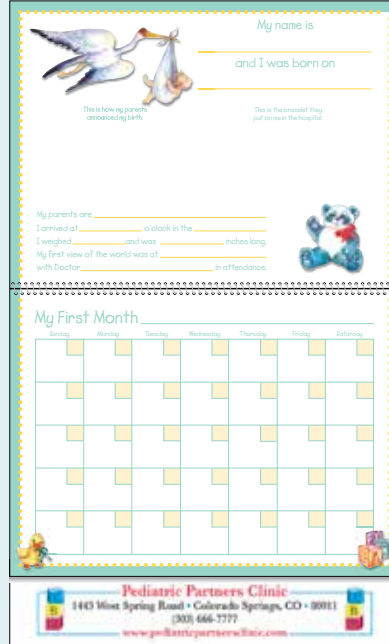 My name is
and I was born on
This is how my parents
announced my birth.
This is the bracelet they
put on me in the hospital.
My parents are
I arrived at o'clock in the
I weighed and was inches long.
My first view of the world was at
with Doctor in attendance.
My First Month
Sunday Monday Tuesday Wednesday Thursday Friday Saturday
Pediatric Partners Clinic
1443 West Spring Road • Colorado Springs, CO • 80911
(303) 666-7777
www.pediatricpartnersclinic.com